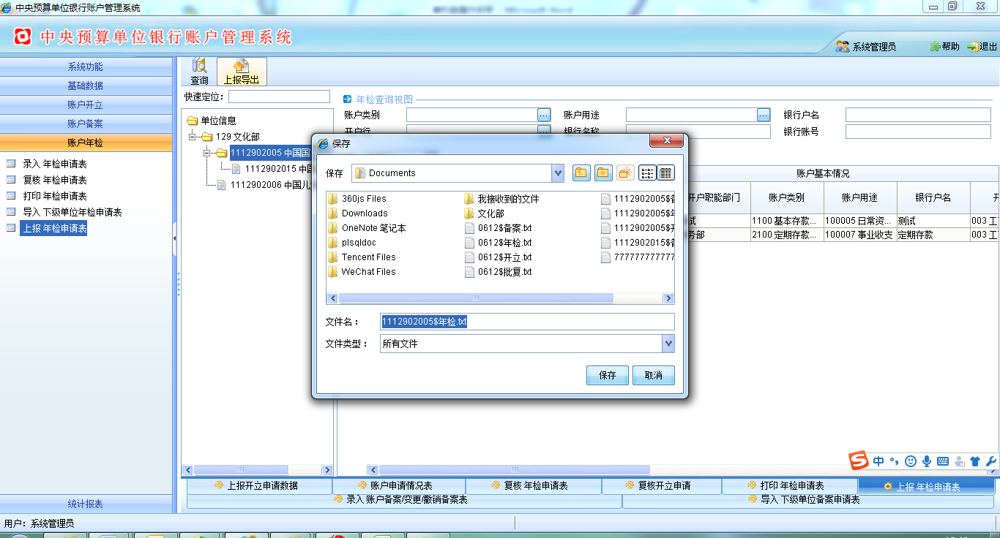 中央预算单位银行账户管理系统
中央预算单位银行账户管理系统
系统管理员
帮助
退出
系统功能
基础数据
账户开立
账户备案
账户年检
录入 年检申请表
复核 年检申请表
打印 年检申请表
导入 下级单位年检申请表
上报 年检申请表
统计报表
查询
上报导出
快速定位：
单位信息
129 文化部
1112902005 中国国
1112902015 中国
1112902006 中国儿
年检查询视图
账户类别
账户用途
银行户名
开户行
银行名称
银行账号
账户基本情况
开户职能部门
账户类别
账户用途
银行户名
开
试
1100 基本存款...
100005 日常资...
测试
003 工
务部
2100 定期存款...
100007 事业收支
定期存款
003 工
保存
保存
Documents
360js Files
Downloads
OneNote 笔记本
plsqldoc
Tencent Files
WeChat Files
我接收到的文件
文化部
0612$备案.txt
0612$年检.txt
0612$开立.txt
0612$批复.txt
1112902005$备
1112902005$年
1112902005$开
1112902015$备
777777777777
文件名：
1112902005$年检.txt
文件类型：
所有文件
保存
取消
中
上报开立申请数据
账户申请情况表
复核 年检申请表
复核开立申请
打印 年检申请表
上报 年检申请表
录入 账户备案/变更/撤销备案表
导入 下级单位备案申请表
用户：系统管理员